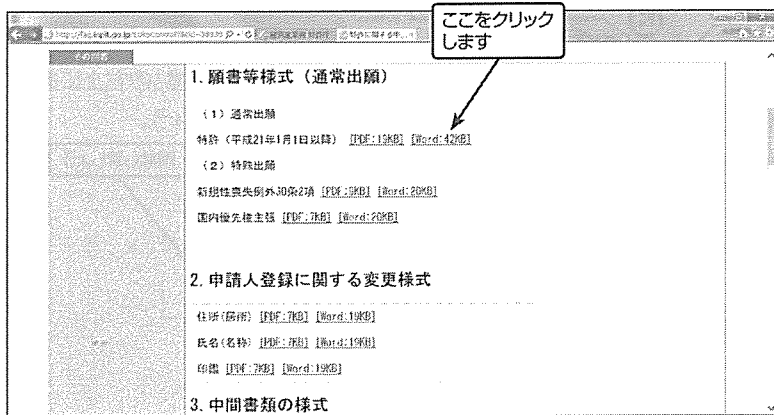 ここをクリック
します
1. 願書等様式（通常出願）
（1）通常出願
特許（平成21年1月1日以降） [PDF:19KB] [Word:42KB]
（2）特殊出願
新規性喪失例外30条2項 [PDF:9KB] [Word:20KB]
国内優先権主張 [PDF:7KB] [Word:20KB]
2. 申請人登録に関する変更様式
住所(居所) [PDF:7KB] [Word:19KB]
氏名(名称) [PDF:7KB] [Word:19KB]
印鑑 [PDF:7KB] [Word:19KB]
3. 中間書類の様式